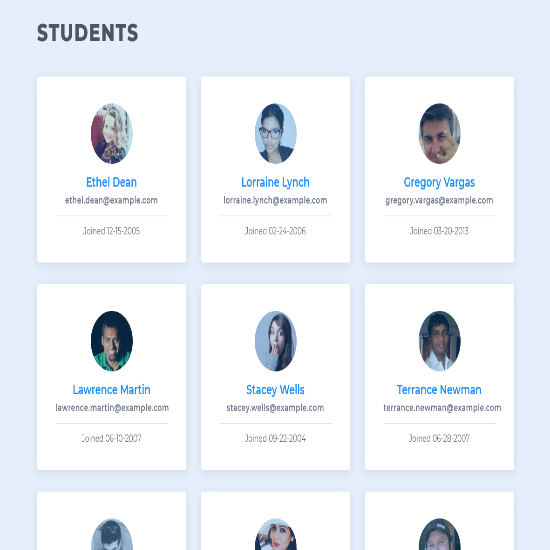 STUDENTS
Ethel Dean
ethel.dean@example.com
Joined 12-15-2005
Lorraine Lynch
lorraine.lynch@example.com
Joined 02-24-2006
Gregory Vargas
gregory.vargas@example.com
Joined 03-20-2013
Lawrence Martin
lawrence.martin@example.com
Joined 06-10-2007
Stacey Wells
stacey.wells@example.com
Joined 09-22-2004
Terrance Newman
terrance.newman@example.com
Joined 06-28-2007